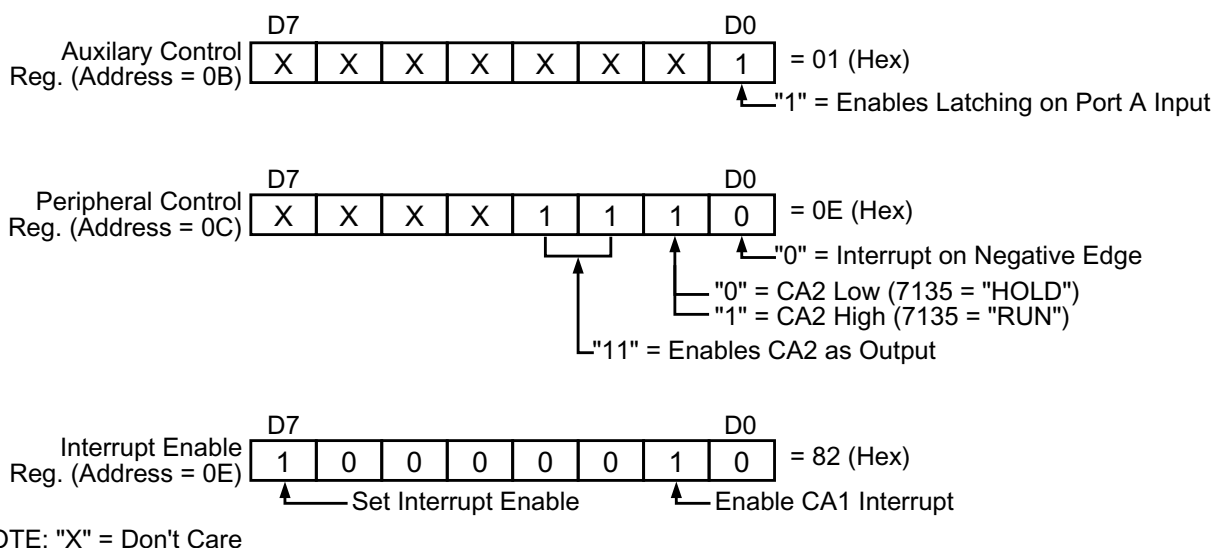 D7 D0
Auxilary Control
Reg. (Address = 0B) X X X X X X X 1 = 01 (Hex)
"1" = Enables Latching on Port A Input
D7 D0
Peripheral Control
Reg. (Address = 0C) X X X X 1 1 1 0 = 0E (Hex)
"0" = Interrupt on Negative Edge
"0" = CA2 Low (7135 = "HOLD")
"1" = CA2 High (7135 = "RUN")
"11" = Enables CA2 as Output
D7 D0
Interrupt Enable
Reg. (Address = 0E) 1 0 0 0 0 0 1 0 = 82 (Hex)
Set Interrupt Enable Enable CA1 Interrupt
OTE: "X" = Don't Care